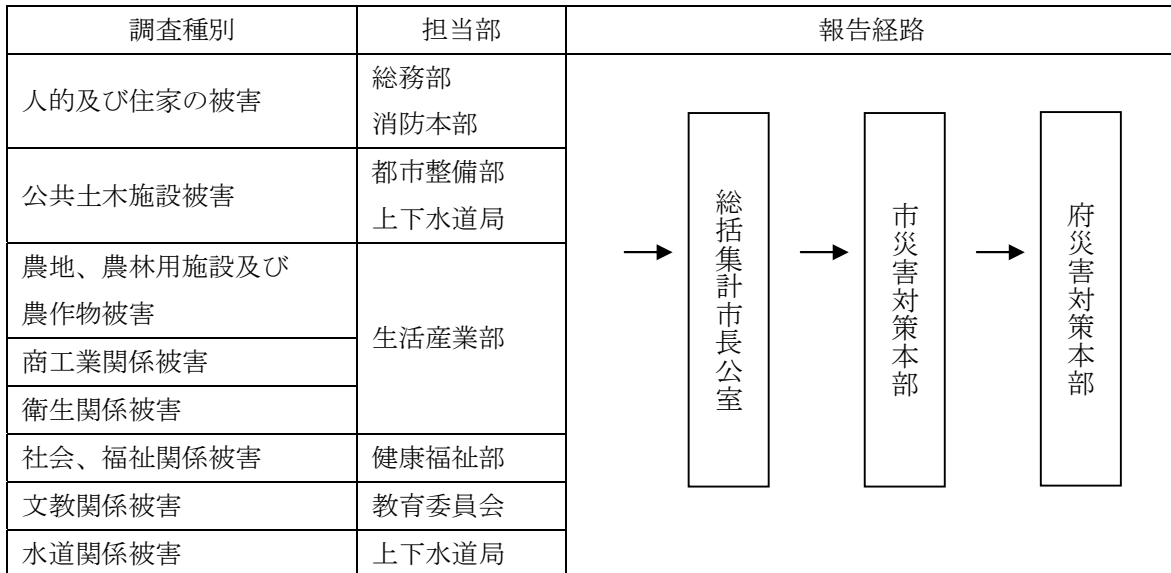 調査種別 担当部 報告経路
人的及び住家の被害
総務部
消防本部
公共土木施設被害
都市整備部
上下水道局
農地、農林用施設及び
農作物被害
商工業関係被害
衛生関係被害
生活産業部
社会、福祉関係被害 健康福祉部
文教関係被害 教育委員会
水道関係被害 上下水道局
→
総括集計市長公室
→
市災害対策本部
→
府災害対策本部